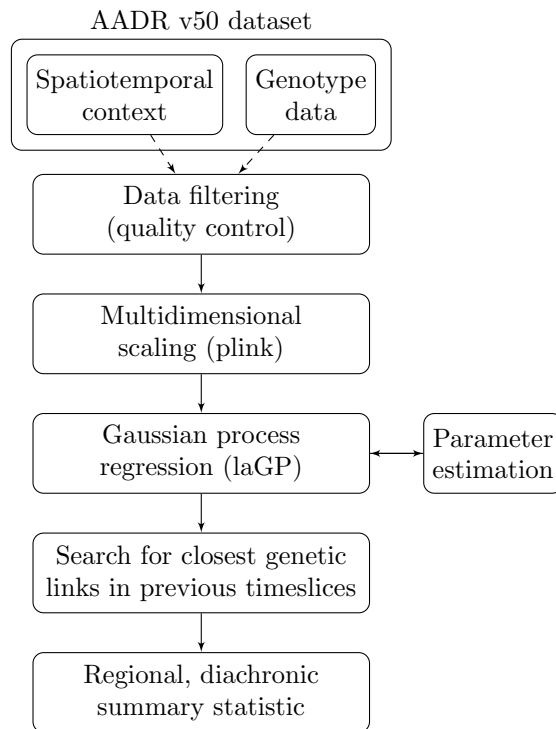 AADR v50 dataset
Spatiotemporal
context
Genotype
data
Data filtering
(quality control)
Multidimensional
scaling (plink)
Gaussian process
regression (laGP)
Parameter
estimation
Search for closest genetic
links in previous timeslices
Regional, diachronic
summary statistic